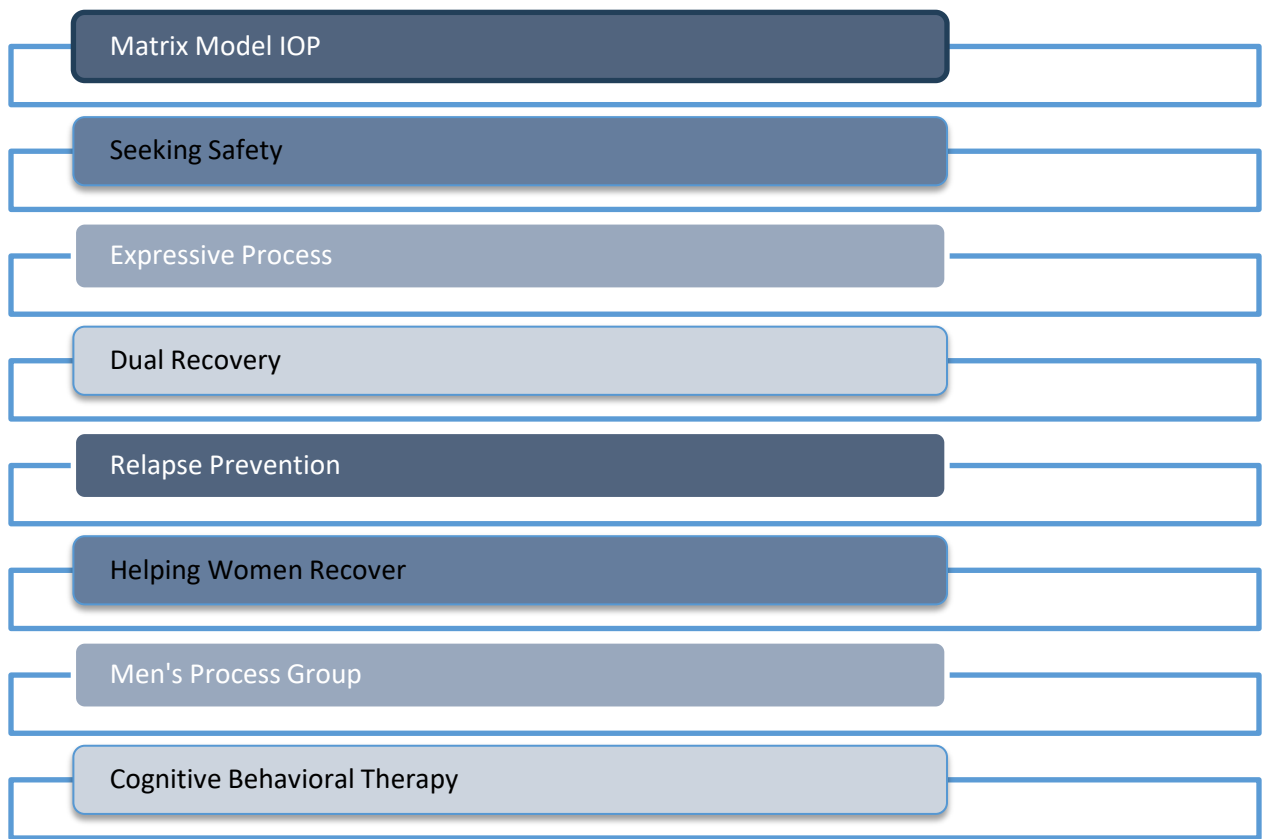 Matrix Model IOP
Seeking Safety
Expressive Process
Dual Recovery
Relapse Prevention
Helping Women Recover
Men's Process Group
Cognitive Behavioral Therapy